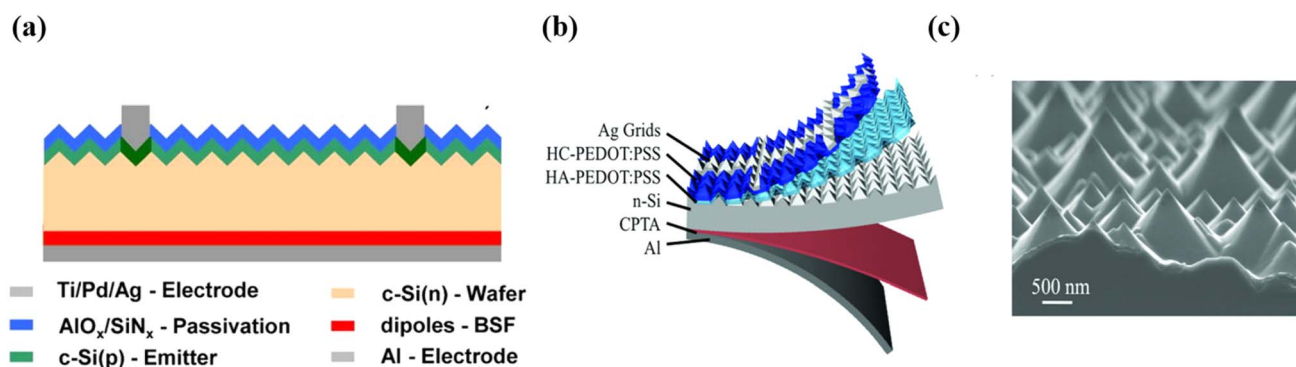 (a)
Ti/Pd/Ag - Electrode
AlOx/SiNx - Passivation
c-Si(p) - Emitter
c-Si(n) - Wafer
dipoles - BSF
Al - Electrode
(b)
Ag Grids
HC-PEDOT:PSS
HA-PEDOT:PSS
n-Si
CPTA
Al
(c)
500 nm